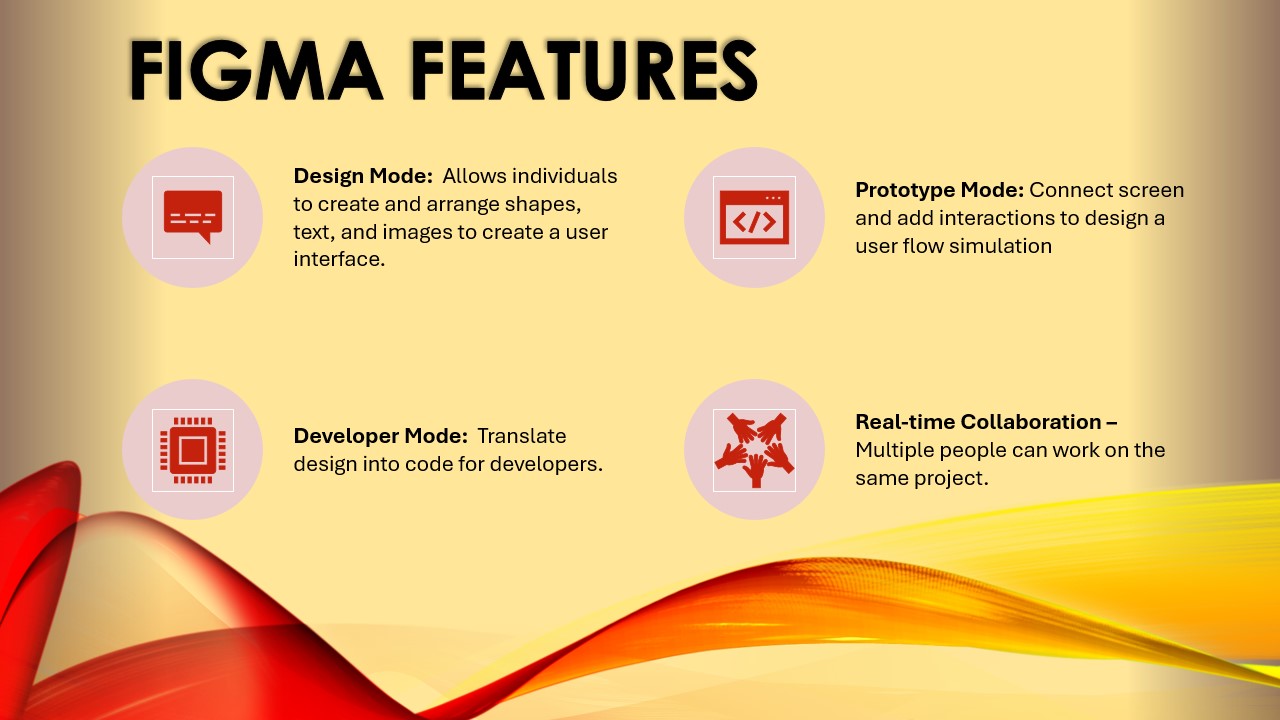 FIGMA FEATURES
Design Mode:  Allows individuals
to create and arrange shapes,
text, and images to create a user
interface.
Prototype Mode: Connect screen
and add interactions to design a
user flow simulation
Developer Mode:  Translate
design into code for developers.
Real-time Collaboration –
Multiple people can work on the
same project.